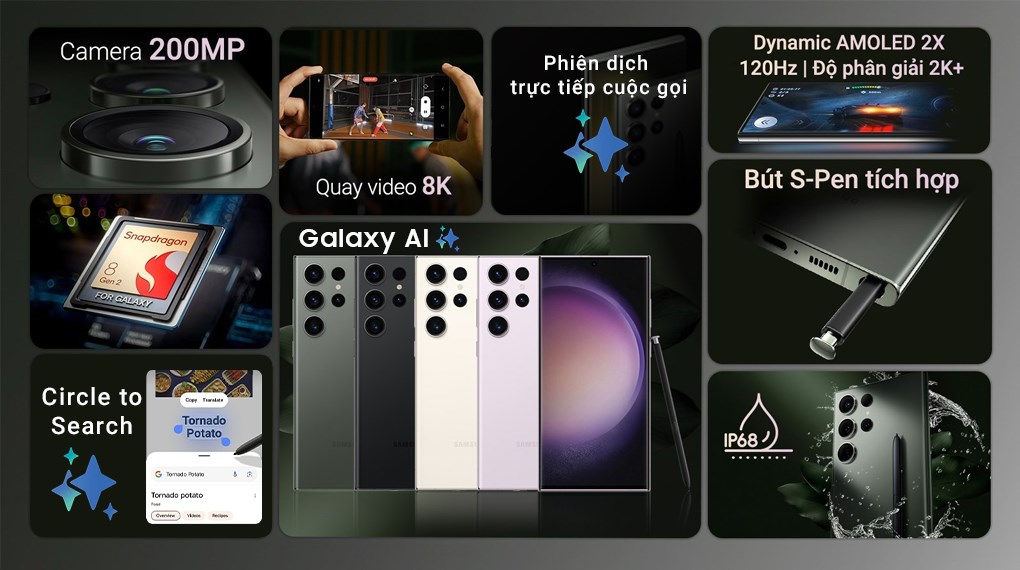 Camera 200MP
Quay video 8K
Phiên dịch
trực tiếp cuộc gọi
Dynamic AMOLED 2X
120Hz | Độ phân giải 2K+
Snapdragon
8
Gen 2
FOR GALAXY
Galaxy AI
SAMSUNG
Bút S-Pen tích hợp
Circle to
Search
Copy Translate
Tornado
Potato
Tornado Potato
Tornado potato
Food
Overview Videos Recipes
IP68